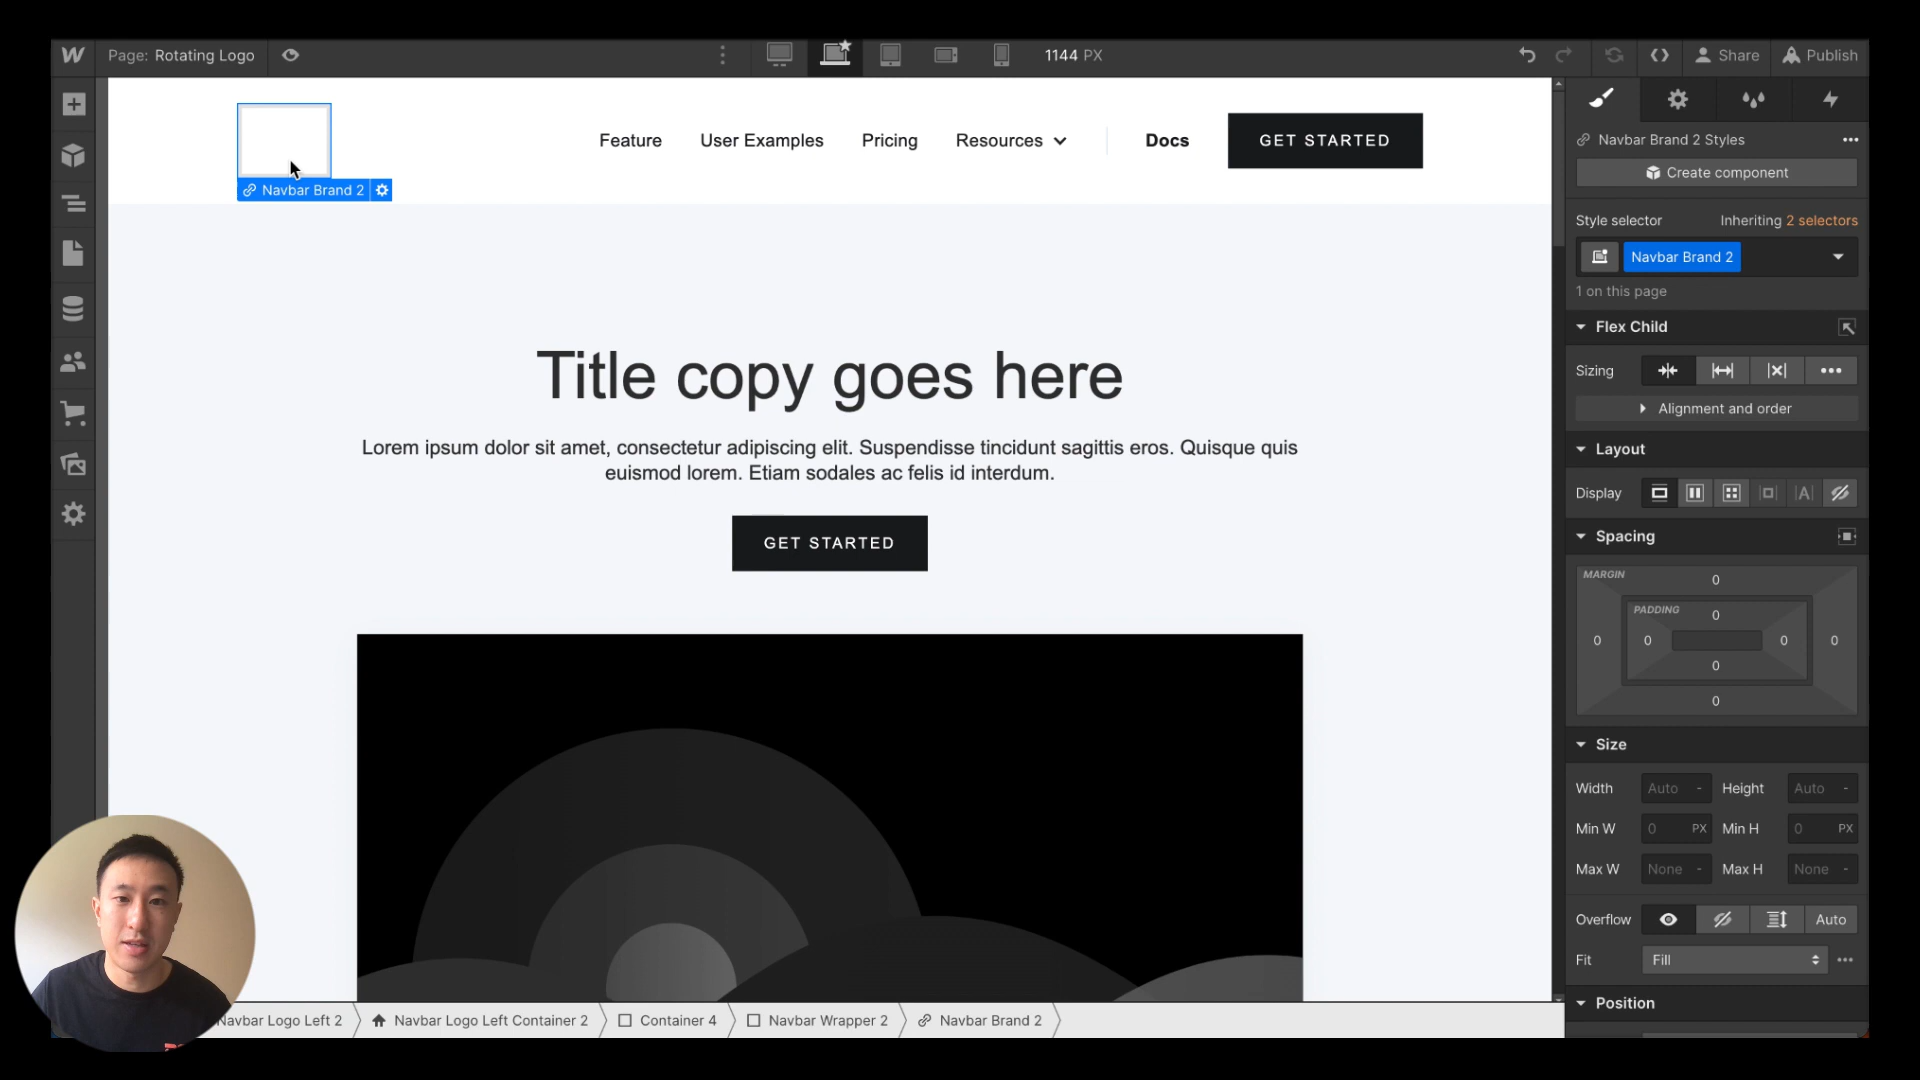 Page: Rotating Logo
1144 PX
Share
Publish
Feature
User Examples
Pricing
Resources
Docs
GET STARTED
Navbar Brand 2
Title copy goes here
Lorem ipsum dolor sit amet, consectetur adipiscing elit. Suspendisse tincidunt sagittis eros. Quisque quis
euismod lorem. Etiam sodales ac felis id interdum.
GET STARTED
Navbar Brand 2 Styles
Create component
Style selector
Inheriting 2 selectors
Navbar Brand 2
1 on this page
Flex Child
Sizing
Alignment and order
Layout
Display
Spacing
MARGIN
0
PADDING
0
0
0
0
0
0
0
Size
Width
Auto -
Height
Auto -
Min W
0 PX
Min H
0 PX
Max W
None -
Max H
None -
Overflow
Auto
Fit
Fill
Position
Navbar Logo Left 2
Navbar Logo Left Container 2
Container 4
Navbar Wrapper 2
Navbar Brand 2